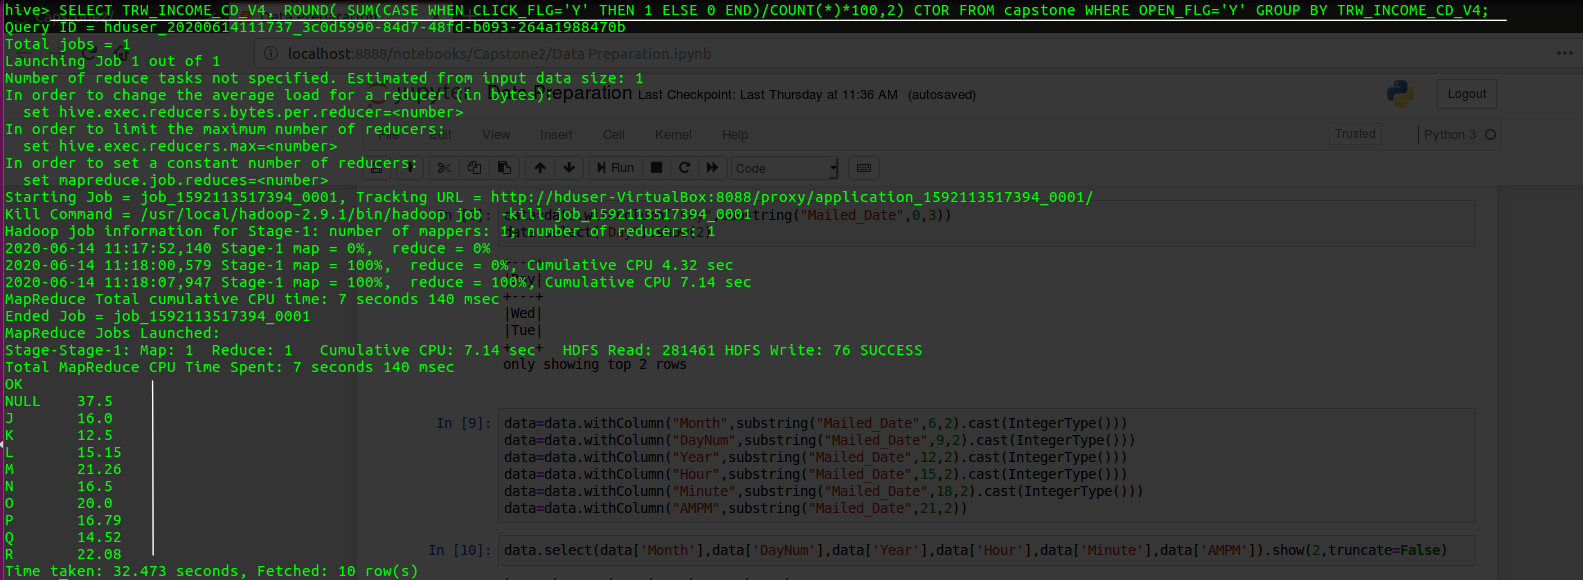 hive> SELECT TRW_INCOME_CD_V4, ROUND( SUM(CASE WHEN CLICK_FLG='Y' THEN 1 ELSE 0 END)/COUNT(*)*100,2) CTOR FROM capstone WHERE OPEN_FLG='Y' GROUP BY TRW_INCOME_CD_V4;
Query ID = hduser_20200614111737_3c0d5990-84d7-48fd-b093-264a1988470b
Total jobs = 1
Launching Job 1 out of 1
Number of reduce tasks not specified. Estimated from input data size: 1
In order to change the average load for a reducer (in bytes):
  set hive.exec.reducers.bytes.per.reducer=<number>
In order to limit the maximum number of reducers:
  set hive.exec.reducers.max=<number>
In order to set a constant number of reducers:
  set mapreduce.job.reduces=<number>
Starting Job = job_1592113517394_0001, Tracking URL = http://hduser-VirtualBox:8088/proxy/application_1592113517394_0001/
Kill Command = /usr/local/hadoop-2.9.1/bin/hadoop job  -kill job_1592113517394_0001
Hadoop job information for Stage-1: number of mappers: 1; number of reducers: 1
2020-06-14 11:17:52,140 Stage-1 map = 0%,  reduce = 0%
2020-06-14 11:18:00,579 Stage-1 map = 100%,  reduce = 0%, Cumulative CPU 4.32 sec
2020-06-14 11:18:07,947 Stage-1 map = 100%,  reduce = 100%, Cumulative CPU 7.14 sec
MapReduce Total cumulative CPU time: 7 seconds 140 msec
Ended Job = job_1592113517394_0001
MapReduce Jobs Launched:
Stage-Stage-1: Map: 1  Reduce: 1   Cumulative CPU: 7.14 sec   HDFS Read: 281461 HDFS Write: 76 SUCCESS
Total MapReduce CPU Time Spent: 7 seconds 140 msec
OK
NULL    37.5
J       16.0
K       12.5
L       15.15
M       21.26
N       16.5
O       20.0
P       16.79
Q       14.52
R       22.08
Time taken: 32.473 seconds, Fetched: 10 row(s)
localhost:8888/notebooks/Capstone2/Data Preparation.ipynb
jupyter Data Preparation Last Checkpoint: Last Thursday at 11:36 AM (autosaved)
Logout
File Edit View Insert Cell Kernel Help
Trusted Python 3
Run Code
"Mailed_Date",0,3))
+---+
|Wed|
|Tue|
+---+
only showing top 2 rows
In [9]: data=data.withColumn("Month",substring("Mailed_Date",6,2).cast(IntegerType()))
data=data.withColumn("DayNum",substring("Mailed_Date",9,2).cast(IntegerType()))
data=data.withColumn("Year",substring("Mailed_Date",12,2).cast(IntegerType()))
data=data.withColumn("Hour",substring("Mailed_Date",15,2).cast(IntegerType()))
data=data.withColumn("Minute",substring("Mailed_Date",18,2).cast(IntegerType()))
data=data.withColumn("AMPM",substring("Mailed_Date",21,2))
In [10]: data.select(data['Month'],data['DayNum'],data['Year'],data['Hour'],data['Minute'],data['AMPM']).show(2,truncate=False)